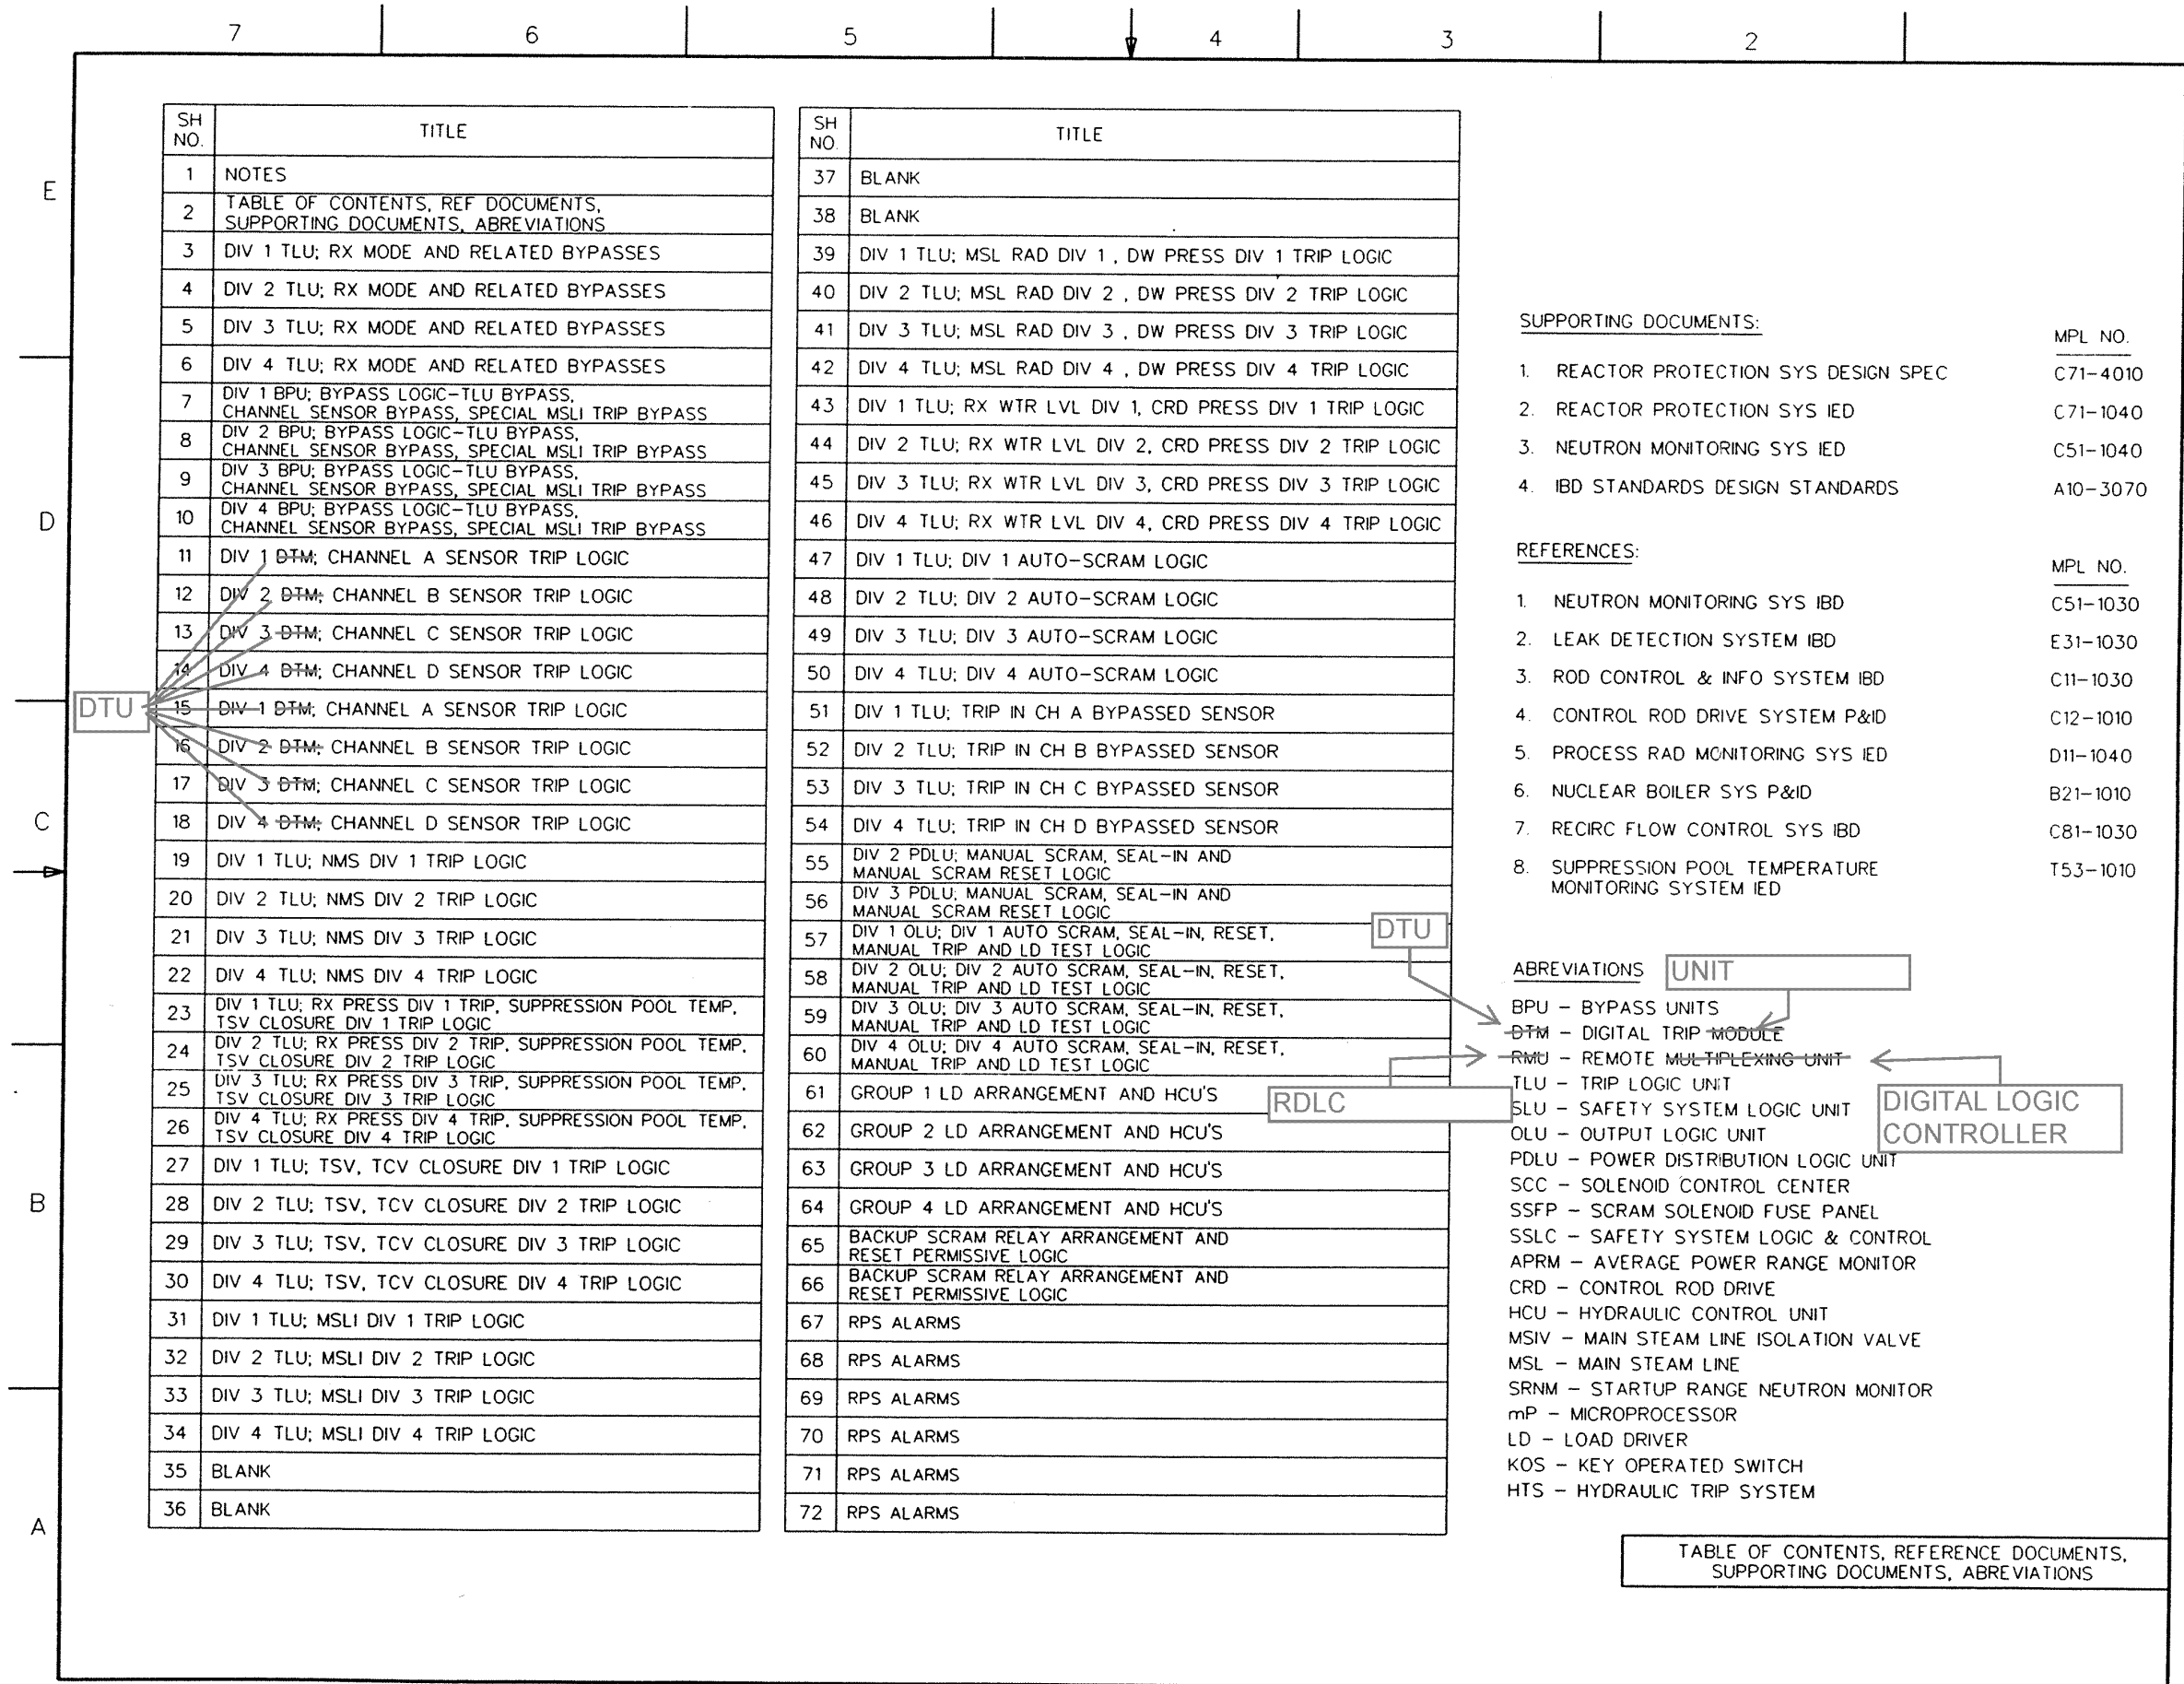 7 6 5 4 3 2
E
D
C
B
A
SH NO. TITLE
1 NOTES
2 TABLE OF CONTENTS, REF DOCUMENTS,
SUPPORTING DOCUMENTS, ABREVIATIONS
3 DIV 1 TLU; RX MODE AND RELATED BYPASSES
4 DIV 2 TLU; RX MODE AND RELATED BYPASSES
5 DIV 3 TLU; RX MODE AND RELATED BYPASSES
6 DIV 4 TLU; RX MODE AND RELATED BYPASSES
7 DIV 1 BPU; BYPASS LOGIC-TLU BYPASS,
CHANNEL SENSOR BYPASS, SPECIAL MSLI TRIP BYPASS
8 DIV 2 BPU; BYPASS LOGIC-TLU BYPASS,
CHANNEL SENSOR BYPASS, SPECIAL MSLI TRIP BYPASS
9 DIV 3 BPU; BYPASS LOGIC-TLU BYPASS,
CHANNEL SENSOR BYPASS, SPECIAL MSLI TRIP BYPASS
10 DIV 4 BPU; BYPASS LOGIC-TLU BYPASS,
CHANNEL SENSOR BYPASS, SPECIAL MSLI TRIP BYPASS
11 DIV 1 DTM; CHANNEL A SENSOR TRIP LOGIC
12 DIV 2 DTM; CHANNEL B SENSOR TRIP LOGIC
13 DIV 3 DTM; CHANNEL C SENSOR TRIP LOGIC
14 DIV 4 DTM; CHANNEL D SENSOR TRIP LOGIC
DTU
15 DIV 1 DTM; CHANNEL A SENSOR TRIP LOGIC
16 DIV 2 DTM; CHANNEL B SENSOR TRIP LOGIC
17 DIV 3 DTM; CHANNEL C SENSOR TRIP LOGIC
18 DIV 4 DTM; CHANNEL D SENSOR TRIP LOGIC
19 DIV 1 TLU; NMS DIV 1 TRIP LOGIC
20 DIV 2 TLU; NMS DIV 2 TRIP LOGIC
21 DIV 3 TLU; NMS DIV 3 TRIP LOGIC
22 DIV 4 TLU; NMS DIV 4 TRIP LOGIC
23 DIV 1 TLU; RX PRESS DIV 1 TRIP, SUPPRESSION POOL TEMP,
TSV CLOSURE DIV 1 TRIP LOGIC
24 DIV 2 TLU; RX PRESS DIV 2 TRIP, SUPPRESSION POOL TEMP,
TSV CLOSURE DIV 2 TRIP LOGIC
25 DIV 3 TLU; RX PRESS DIV 3 TRIP, SUPPRESSION POOL TEMP,
TSV CLOSURE DIV 3 TRIP LOGIC
26 DIV 4 TLU; RX PRESS DIV 4 TRIP, SUPPRESSION POOL TEMP,
TSV CLOSURE DIV 4 TRIP LOGIC
27 DIV 1 TLU; TSV, TCV CLOSURE DIV 1 TRIP LOGIC
28 DIV 2 TLU; TSV, TCV CLOSURE DIV 2 TRIP LOGIC
29 DIV 3 TLU; TSV, TCV CLOSURE DIV 3 TRIP LOGIC
30 DIV 4 TLU; TSV, TCV CLOSURE DIV 4 TRIP LOGIC
31 DIV 1 TLU; MSLI DIV 1 TRIP LOGIC
32 DIV 2 TLU; MSLI DIV 2 TRIP LOGIC
33 DIV 3 TLU; MSLI DIV 3 TRIP LOGIC
34 DIV 4 TLU; MSLI DIV 4 TRIP LOGIC
35 BLANK
36 BLANK
SH NO. TITLE
37 BLANK
38 BLANK
39 DIV 1 TLU; MSL RAD DIV 1 , DW PRESS DIV 1 TRIP LOGIC
40 DIV 2 TLU; MSL RAD DIV 2 , DW PRESS DIV 2 TRIP LOGIC
41 DIV 3 TLU; MSL RAD DIV 3 , DW PRESS DIV 3 TRIP LOGIC
42 DIV 4 TLU; MSL RAD DIV 4 , DW PRESS DIV 4 TRIP LOGIC
43 DIV 1 TLU; RX WTR LVL DIV 1, CRD PRESS DIV 1 TRIP LOGIC
44 DIV 2 TLU; RX WTR LVL DIV 2, CRD PRESS DIV 2 TRIP LOGIC
45 DIV 3 TLU; RX WTR LVL DIV 3, CRD PRESS DIV 3 TRIP LOGIC
46 DIV 4 TLU; RX WTR LVL DIV 4, CRD PRESS DIV 4 TRIP LOGIC
47 DIV 1 TLU; DIV 1 AUTO-SCRAM LOGIC
48 DIV 2 TLU; DIV 2 AUTO-SCRAM LOGIC
49 DIV 3 TLU; DIV 3 AUTO-SCRAM LOGIC
50 DIV 4 TLU; DIV 4 AUTO-SCRAM LOGIC
51 DIV 1 TLU; TRIP IN CH A BYPASSED SENSOR
52 DIV 2 TLU; TRIP IN CH B BYPASSED SENSOR
53 DIV 3 TLU; TRIP IN CH C BYPASSED SENSOR
54 DIV 4 TLU; TRIP IN CH D BYPASSED SENSOR
55 DIV 2 PDLU; MANUAL SCRAM, SEAL-IN AND
MANUAL SCRAM RESET LOGIC
56 DIV 3 PDLU; MANUAL SCRAM, SEAL-IN AND
MANUAL SCRAM RESET LOGIC
57 DIV 1 OLU; DIV 1 AUTO SCRAM, SEAL-IN, RESET,
MANUAL TRIP AND LD TEST LOGIC
58 DIV 2 OLU; DIV 2 AUTO SCRAM, SEAL-IN, RESET,
MANUAL TRIP AND LD TEST LOGIC
59 DIV 3 OLU; DIV 3 AUTO SCRAM, SEAL-IN, RESET,
MANUAL TRIP AND LD TEST LOGIC
60 DIV 4 OLU; DIV 4 AUTO SCRAM, SEAL-IN, RESET,
MANUAL TRIP AND LD TEST LOGIC
61 GROUP 1 LD ARRANGEMENT AND HCU'S
62 GROUP 2 LD ARRANGEMENT AND HCU'S
63 GROUP 3 LD ARRANGEMENT AND HCU'S
64 GROUP 4 LD ARRANGEMENT AND HCU'S
65 BACKUP SCRAM RELAY ARRANGEMENT AND
RESET PERMISSIVE LOGIC
66 BACKUP SCRAM RELAY ARRANGEMENT AND
RESET PERMISSIVE LOGIC
67 RPS ALARMS
68 RPS ALARMS
69 RPS ALARMS
70 RPS ALARMS
71 RPS ALARMS
72 RPS ALARMS
SUPPORTING DOCUMENTS:
MPL NO.
1. REACTOR PROTECTION SYS DESIGN SPEC C71-4010
2. REACTOR PROTECTION SYS IED C71-1040
3. NEUTRON MONITORING SYS IED C51-1040
4. IBD STANDARDS DESIGN STANDARDS A10-3070
REFERENCES:
MPL NO.
1. NEUTRON MONITORING SYS IBD C51-1030
2. LEAK DETECTION SYSTEM IBD E31-1030
3. ROD CONTROL & INFO SYSTEM IBD C11-1030
4. CONTROL ROD DRIVE SYSTEM P&ID C12-1010
5. PROCESS RAD MONITORING SYS IED D11-1040
6. NUCLEAR BOILER SYS P&ID B21-1010
7. RECIRC FLOW CONTROL SYS IBD C81-1030
8. SUPPRESSION POOL TEMPERATURE T53-1010
MONITORING SYSTEM IED
DTU
ABREVIATIONS UNIT
BPU - BYPASS UNITS
DTM - DIGITAL TRIP MODULE
RMU - REMOTE MULTIPLEXING UNIT
TLU - TRIP LOGIC UNIT
RDLC
SLU - SAFETY SYSTEM LOGIC UNIT
DIGITAL LOGIC
CONTROLLER
OLU - OUTPUT LOGIC UNIT
PDLU - POWER DISTRIBUTION LOGIC UNIT
SCC - SOLENOID CONTROL CENTER
SSFP - SCRAM SOLENOID FUSE PANEL
SSLC - SAFETY SYSTEM LOGIC & CONTROL
APRM - AVERAGE POWER RANGE MONITOR
CRD - CONTROL ROD DRIVE
HCU - HYDRAULIC CONTROL UNIT
MSIV - MAIN STEAM LINE ISOLATION VALVE
MSL - MAIN STEAM LINE
SRNM - STARTUP RANGE NEUTRON MONITOR
mP - MICROPROCESSOR
LD - LOAD DRIVER
KOS - KEY OPERATED SWITCH
HTS - HYDRAULIC TRIP SYSTEM
TABLE OF CONTENTS, REFERENCE DOCUMENTS,
SUPPORTING DOCUMENTS, ABREVIATIONS